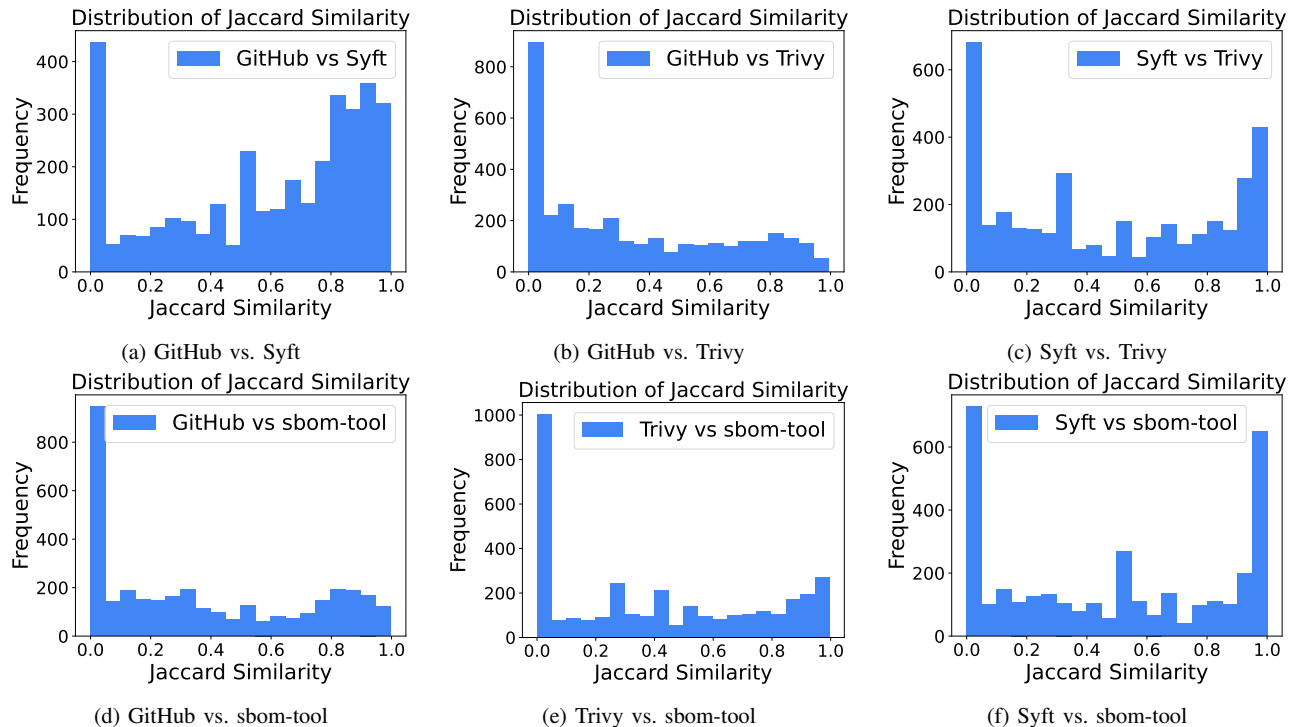 Distribution of Jaccard Similarity
GitHub vs Syft
Frequency
400
300
200
100
0
0.0 0.2 0.4 0.6 0.8 1.0
Jaccard Similarity
(a) GitHub vs. Syft
Distribution of Jaccard Similarity
GitHub vs Trivy
Frequency
800
600
400
200
0
0.0 0.2 0.4 0.6 0.8 1.0
Jaccard Similarity
(b) GitHub vs. Trivy
Distribution of Jaccard Similarity
Syft vs Trivy
Frequency
600
400
200
0
0.0 0.2 0.4 0.6 0.8 1.0
Jaccard Similarity
(c) Syft vs. Trivy
Distribution of Jaccard Similarity
GitHub vs sbom-tool
Frequency
800
600
400
200
0
0.0 0.2 0.4 0.6 0.8 1.0
Jaccard Similarity
(d) GitHub vs. sbom-tool
Distribution of Jaccard Similarity
Trivy vs sbom-tool
Frequency
1000
800
600
400
200
0
0.0 0.2 0.4 0.6 0.8 1.0
Jaccard Similarity
(e) Trivy vs. sbom-tool
Distribution of Jaccard Similarity
Syft vs sbom-tool
Frequency
600
400
200
0
0.0 0.2 0.4 0.6 0.8 1.0
Jaccard Similarity
(f) Syft vs. sbom-tool